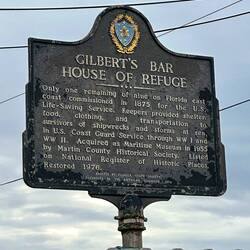 GILBERT'S BAR
HOUSE OF REFUGE
Only one remaining of nine on Florida east
coast commissioned in 1875 for the U.S.
Life-Saving Service. Keepers provided shelter,
food, clothing, and transportation to
survivors of shipwrecks and storms at sea.
in U.S. Coast Guard Service through WW I and
WW II. Acquired as Maritime Museum in 1955
by Martin County Historical Society. Listed
on National Register of Historic Places.
Restored 1976.